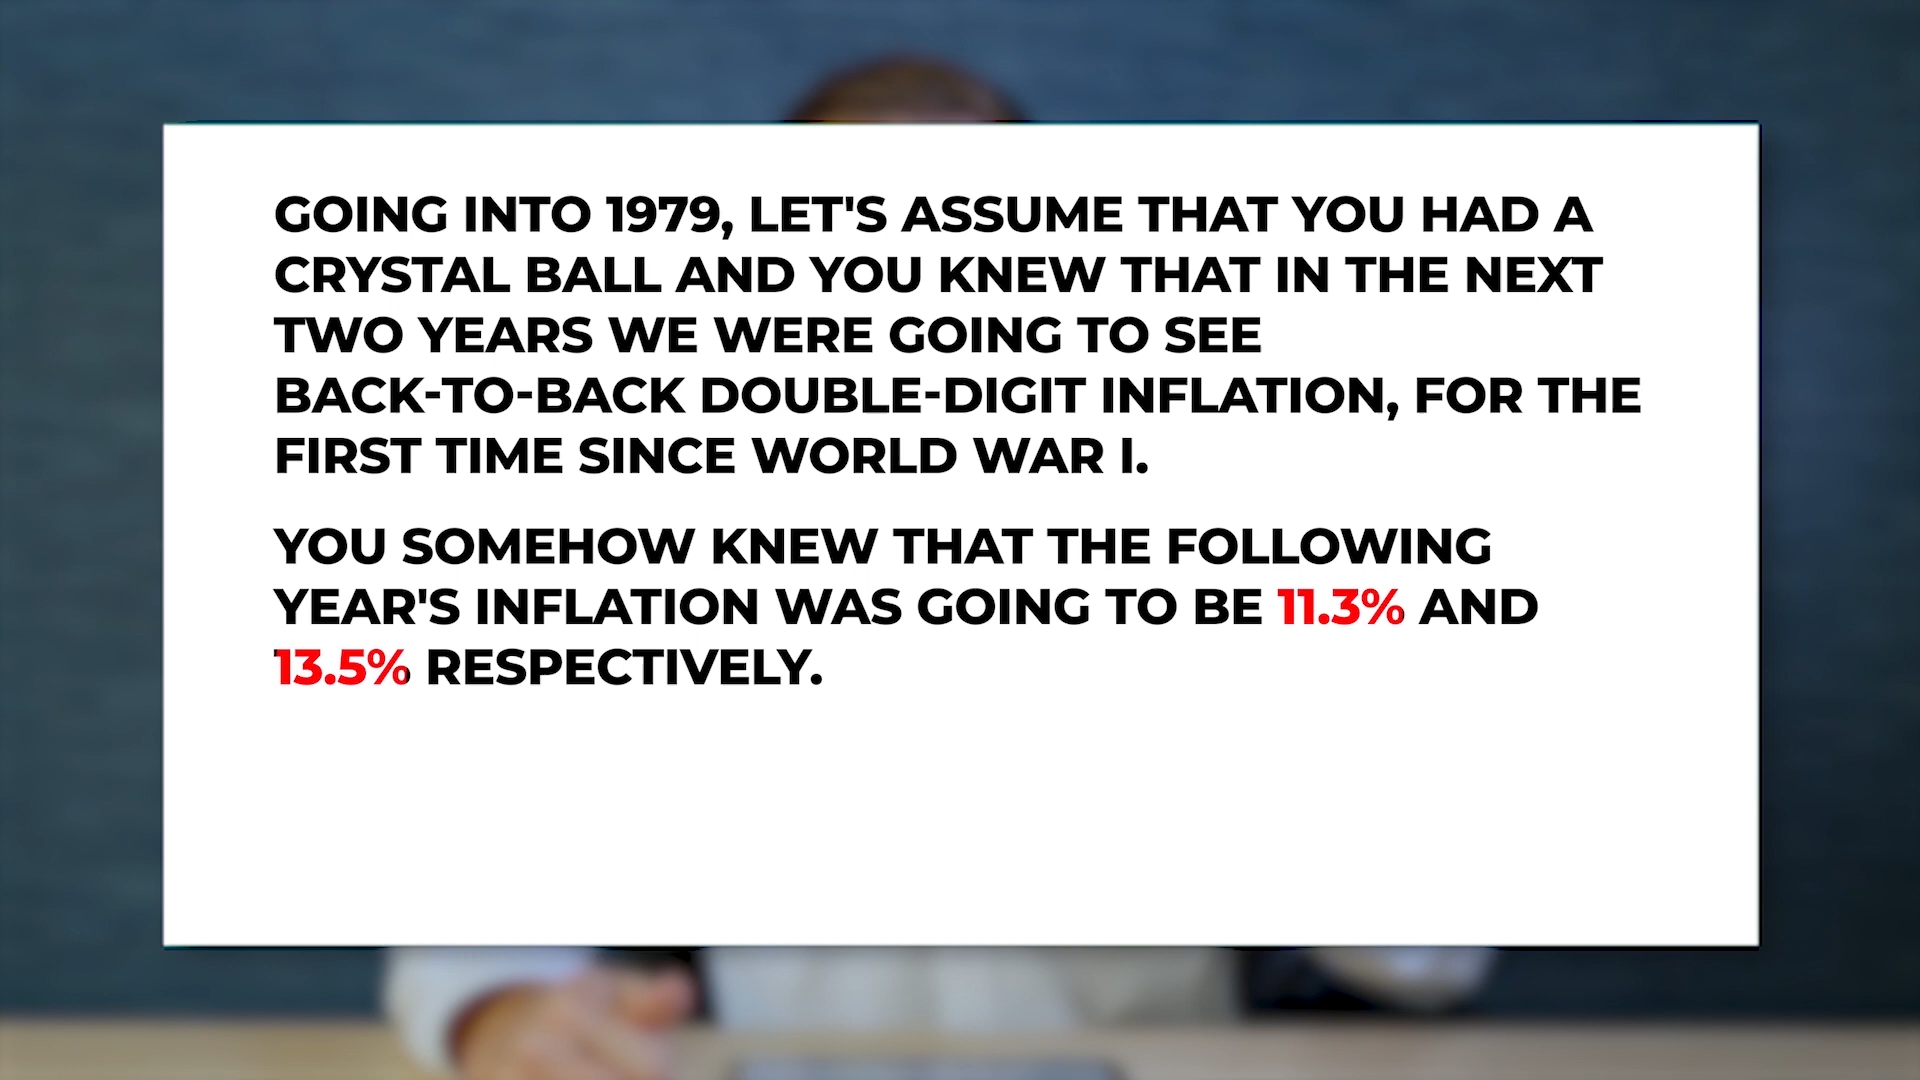 GOING INTO 1979, LET'S ASSUME THAT YOU HAD A
CRYSTAL BALL AND YOU KNEW THAT IN THE NEXT
TWO YEARS WE WERE GOING TO SEE
BACK-TO-BACK DOUBLE-DIGIT INFLATION, FOR THE
FIRST TIME SINCE WORLD WAR I.
YOU SOMEHOW KNEW THAT THE FOLLOWING
YEAR'S INFLATION WAS GOING TO BE 11.3% AND
13.5% RESPECTIVELY.